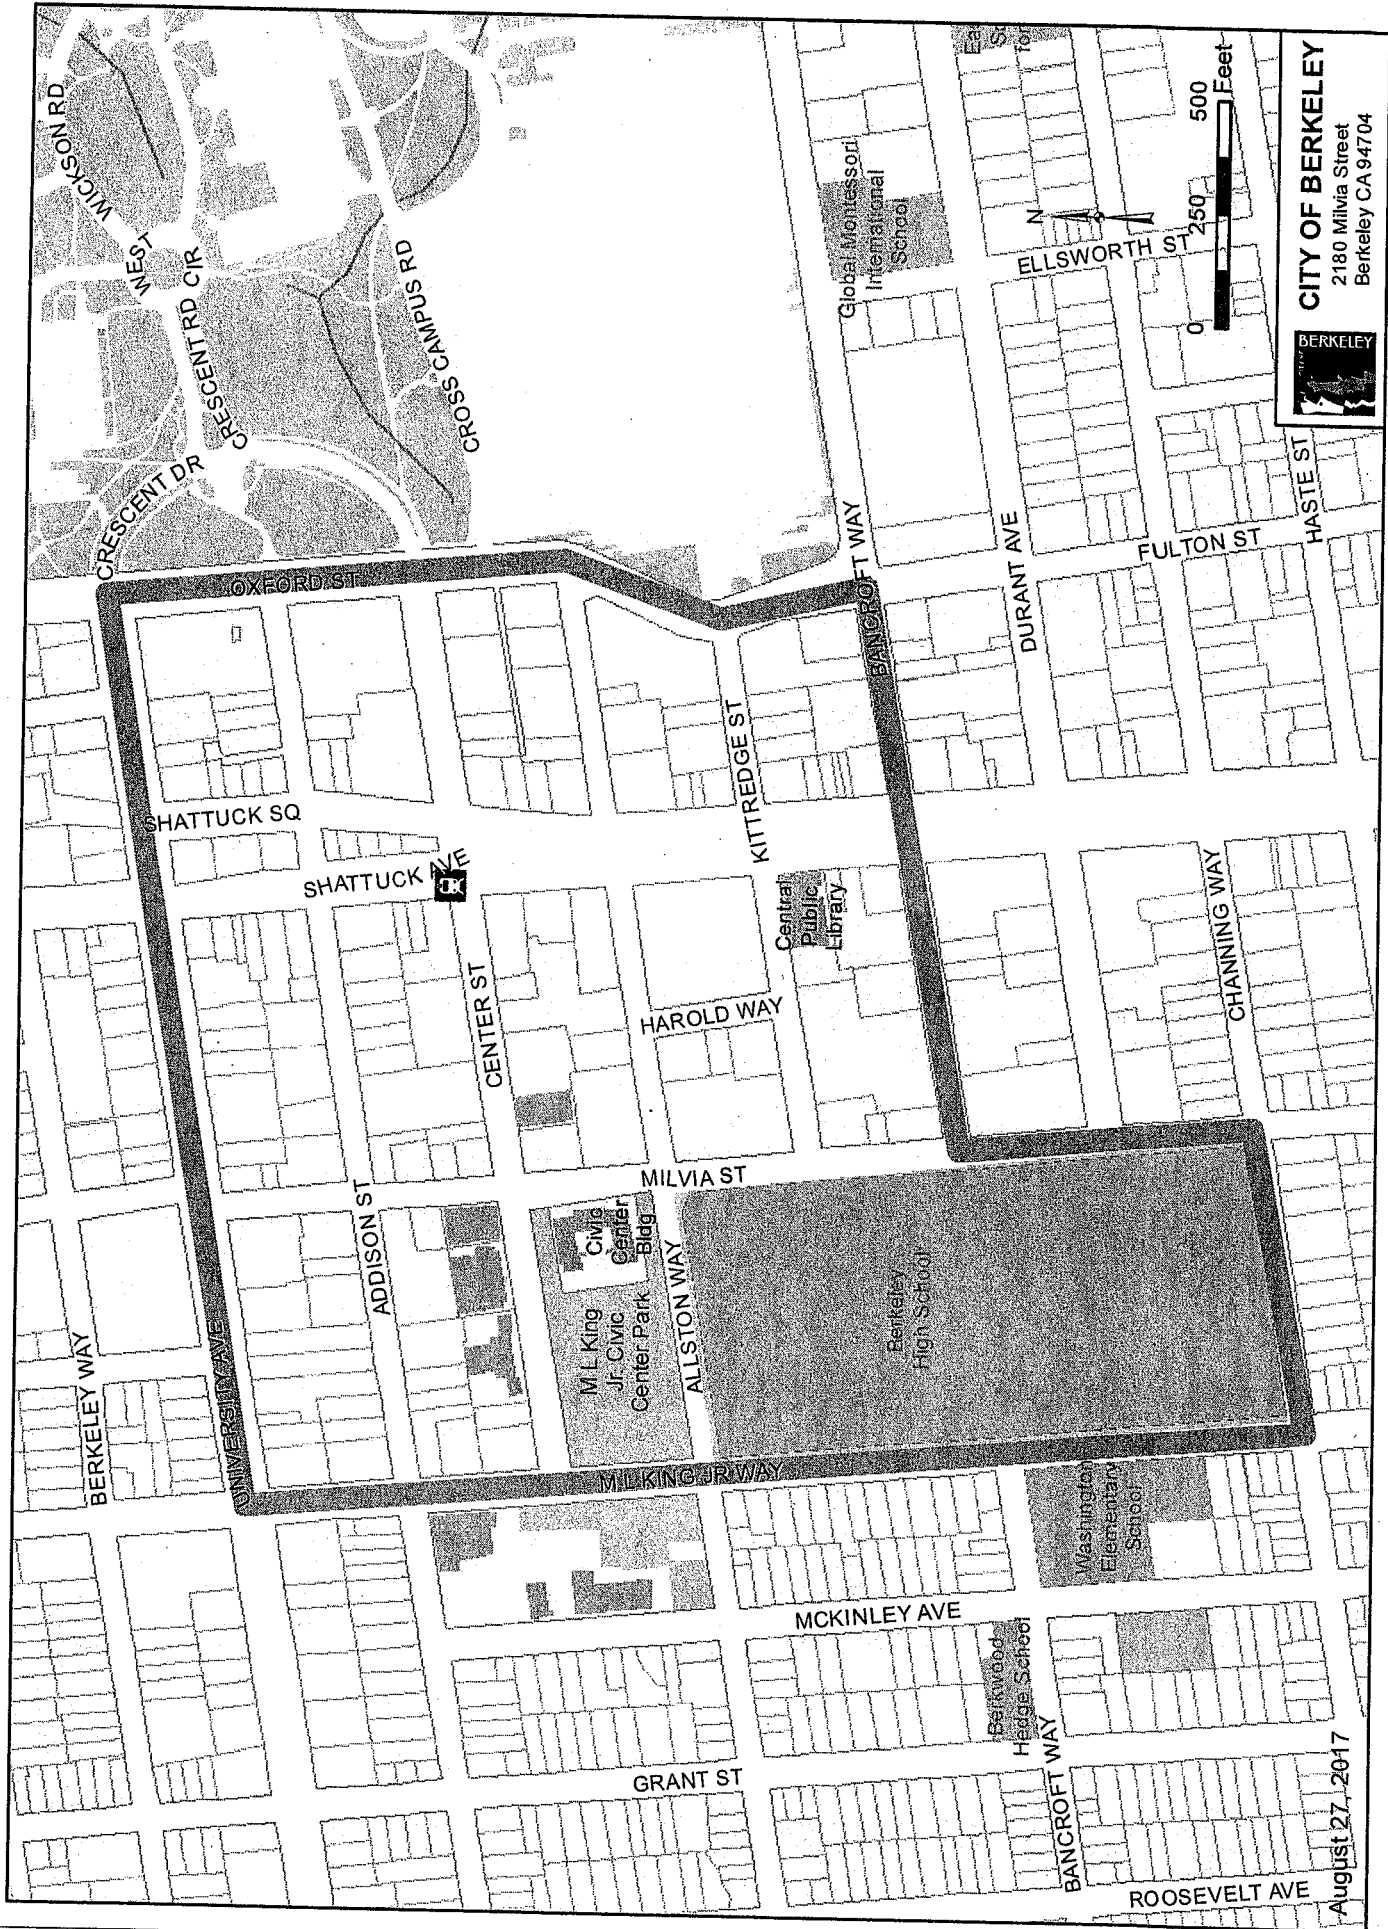 WICKSON RD
WEST
CRESCENT RD CIR
CRESCENT DR
CROSS CAMPUS RD
OXFORD ST
UNIVERSITY AVE
BERKELEY WAY
SHATTUCK SQ
SHATTUCK AVE
ADDISON ST
CENTER ST
HAROLD WAY
KITTREDGE ST
Central
Public
Library
MILVIA ST
Civic
Center
Bldg
M L King
Jr. Civic
Center Park
ALLSTON WAY
Berkeley
High School
M L KING JR WAY
BANCROFT WAY
BANCROFT WAY
DURANT AVE
CHANNING WAY
FULTON ST
HASTE ST
ELLSWORTH ST
Global Montessori
International
School
Washington
Elementary
School
MCKINLEY AVE
Berkwood
Hedge School
GRANT ST
ROOSEVELT AVE
BANCROFT WAY
N
0 250 500
Feet
BERKELEY
CITY OF BERKELEY
2180 Milvia Street
Berkeley CA 94704
August 27, 2017